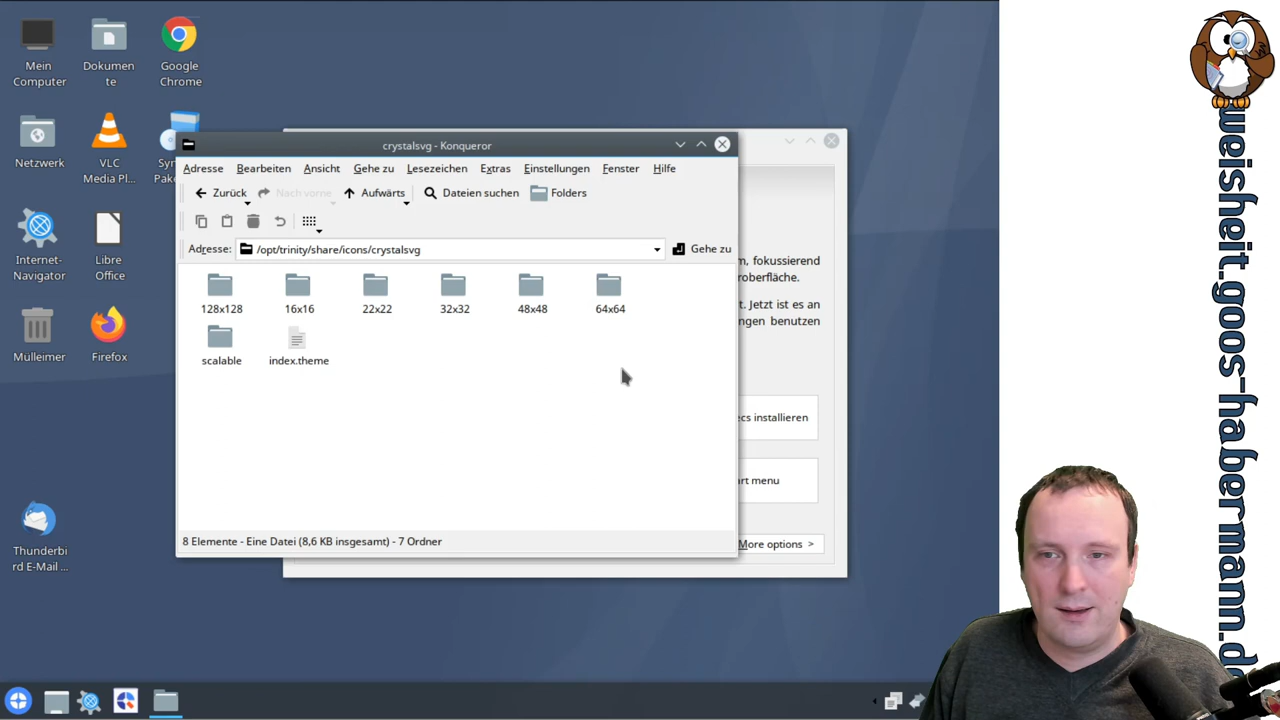 Mein
Computer
Dokumen
te
Google
Chrome
Netzwerk
VLC
Media Pl...
Syn
Pake
Internet-
Navigator
Libre
Office
Mülleimer
Firefox
Thunderbi
rd E-Mail ...
crystalsvg - Konqueror
Adresse Bearbeiten Ansicht Gehe zu Lesezeichen Extras Einstellungen Fenster Hilfe
Zurück Nach vorne Aufwärts Dateien suchen Folders
Adresse: /opt/trinity/share/icons/crystalsvg Gehe zu
128x128 16x16 22x22 32x32 48x48 64x64
scalable index.theme
8 Elemente - Eine Datei (8,6 KB insgesamt) - 7 Ordner
m, fokussierend
roberfläche.
t. Jetzt ist es an
ngen benutzen
ecs installieren
art menu
More options >
weisheit.goos-habermann.de